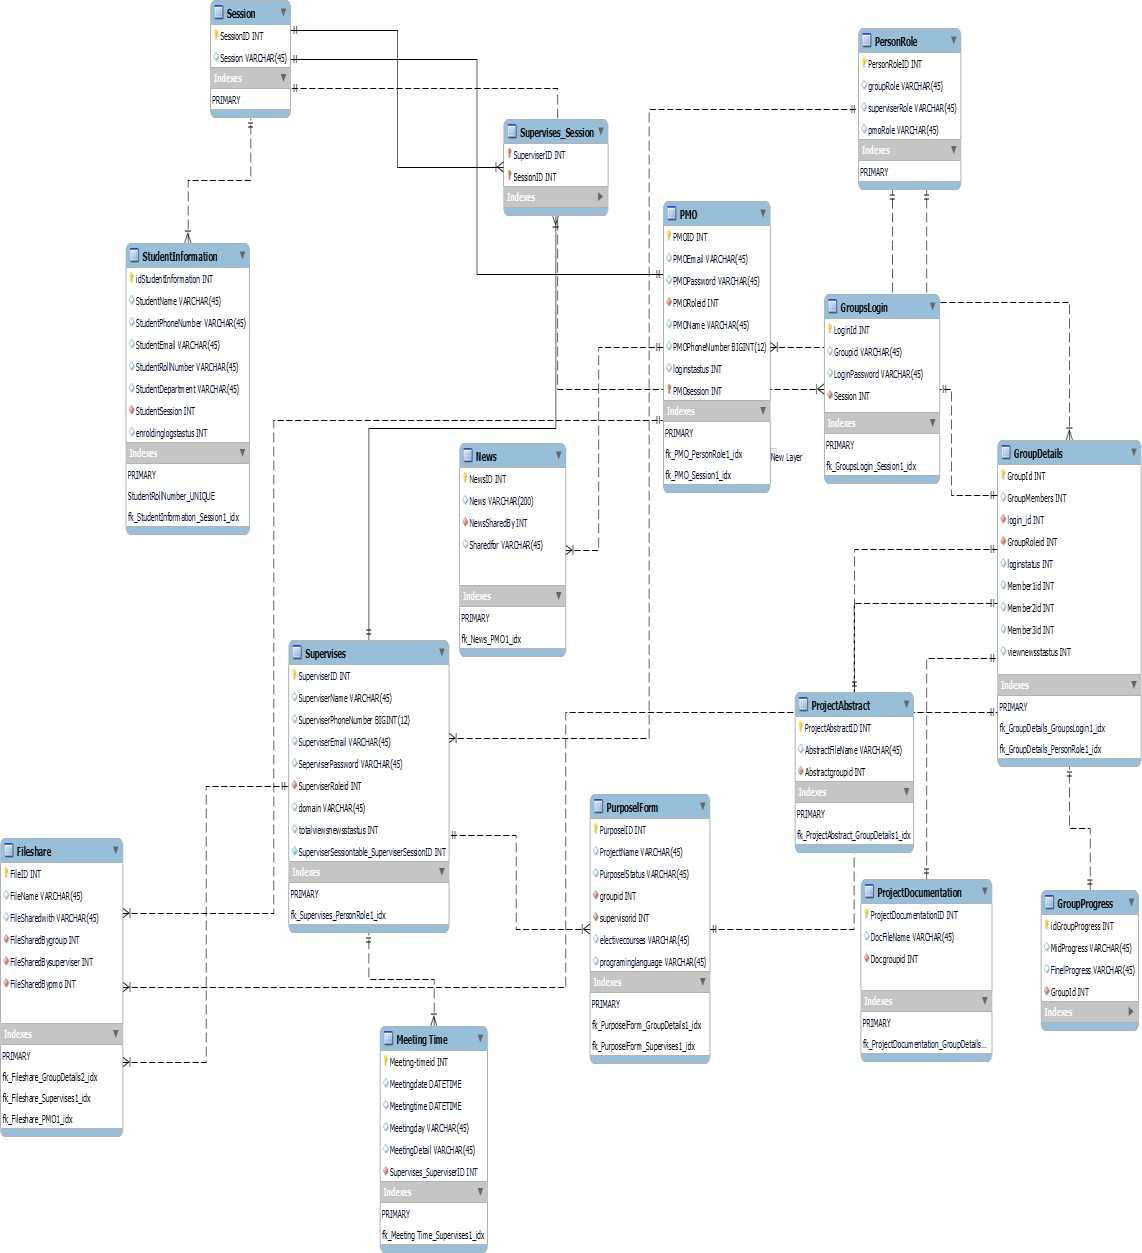 Session
SessionID INT
Session VARCHAR(45)
Indexes
PRIMARY
PersonRole
PersonRoleID INT
groupRole VARCHAR(45)
superviserRole VARCHAR(45)
pmoRole VARCHAR(45)
Indexes
PRIMARY
Supervises_Session
SuperviserID INT
SessionID INT
Indexes
PMO
PMOID INT
PMOEmail VARCHAR(45)
PMOPassword VARCHAR(45)
PMORoleid INT
PMOName VARCHAR(45)
PMOPhoneNumber BIGINT(12)
loginstastus INT
PMOsession INT
Indexes
PRIMARY
fk_PMO_PersonRole1_idx
fk_PMO_Session1_idx
New Layer
StudentInformation
idStudentInformation INT
StudentName VARCHAR(45)
StudentPhoneNumber VARCHAR(45)
StudentEmail VARCHAR(45)
StudentRollNumber VARCHAR(45)
StudentDepartment VARCHAR(45)
StudentSession INT
enroldinglogstastus INT
Indexes
PRIMARY
StudentRollNumber_UNIQUE
fk_StudentInformation_Session1_idx
GroupsLogin
LoginId INT
Groupid VARCHAR(45)
LoginPassword VARCHAR(45)
Session INT
Indexes
PRIMARY
fk_GroupsLogin_Session1_idx
News
NewsID INT
News VARCHAR(200)
NewsSharedBy INT
Sharedfor VARCHAR(45)
Indexes
PRIMARY
fk_News_PMO1_idx
GroupDetails
GroupId INT
GroupMembers INT
login_id INT
GroupRoleid INT
loginstatus INT
Member1id INT
Member2id INT
Member3id INT
viewnewsstastus INT
Indexes
PRIMARY
fk_GroupDetails_GroupsLogin1_idx
fk_GroupDetails_PersonRole1_idx
Supervises
SuperviserID INT
SuperviserName VARCHAR(45)
SuperviserPhoneNumber BIGINT(12)
SuperviserEmail VARCHAR(45)
SeperviserPassword VARCHAR(45)
SuperviserRoleid INT
domain VARCHAR(45)
totalviewsnewsstastus INT
SuperviserSessiontable_SuperviserSessionID INT
Indexes
PRIMARY
fk_Supervises_PersonRole1_idx
ProjectAbstract
ProjectAbstractID INT
AbstractFileName VARCHAR(45)
Abstractgroupid INT
Indexes
PRIMARY
fk_ProjectAbstract_GroupDetails1_idx
PurposelForm
PurposelID INT
ProjectName VARCHAR(45)
PurposelStatus VARCHAR(45)
groupid INT
supervisorid INT
electivecourses VARCHAR(45)
programinglanguage VARCHAR(45)
Indexes
PRIMARY
fk_PurposelForm_GroupDetails1_idx
fk_PurposelForm_Supervises1_idx
Fileshare
FileID INT
FileName VARCHAR(45)
FileSharedwith VARCHAR(45)
FileSharedBygroup INT
FileSharedBysuperviser INT
FileSharedBypmo INT
Indexes
PRIMARY
fk_Fileshare_GroupDetails2_idx
fk_Fileshare_Supervises1_idx
fk_Fileshare_PMO1_idx
ProjectDocumentation
ProjectDocumentationID INT
DocFileName VARCHAR(45)
Docgroupid INT
Indexes
PRIMARY
fk_ProjectDocumentation_GroupDetails...
GroupProgress
idGroupProgress INT
MidProgress VARCHAR(45)
FinelProgress VARCHAR(45)
GroupId INT
Indexes
Meeting Time
Meeting-timeid INT
Meetingdate DATETIME
Meetingtime DATETIME
Meetingday VARCHAR(45)
MeetingDetail VARCHAR(45)
Supervises_SuperviserID INT
Indexes
PRIMARY
fk_Meeting Time_Supervises1_idx